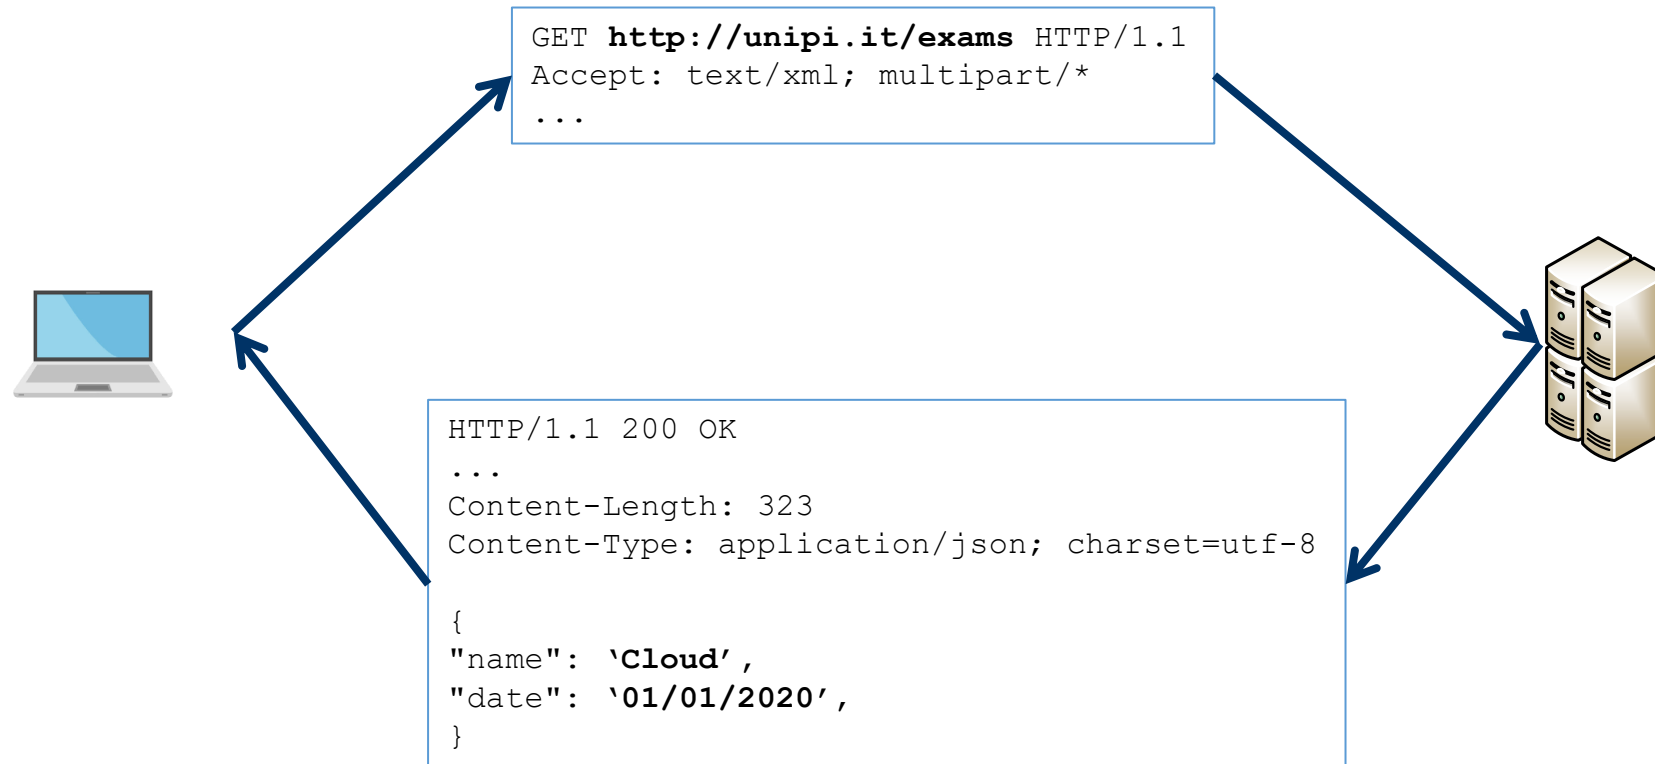 GET http://unipi.it/exams HTTP/1.1
Accept: text/xml; multipart/*
...
HTTP/1.1 200 OK
...
Content-Length: 323
Content-Type: application/json; charset=utf-8
{
"name": ‘Cloud’,
"date": ‘01/01/2020’,
}